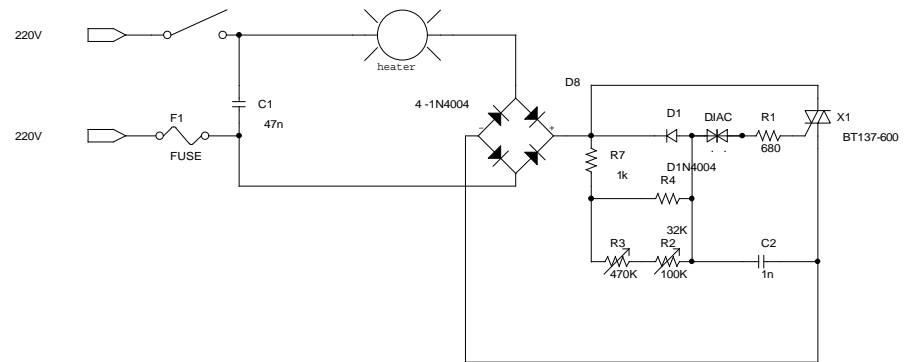 220V
heater
D8
C1
47n
4 -1N4004
-
+
D1
DIAC
R1
680
X1
BT137-600
220V
F1
FUSE
R7
1k
D1N4004
R4
32K
R3
470K
R2
100K
C2
1n